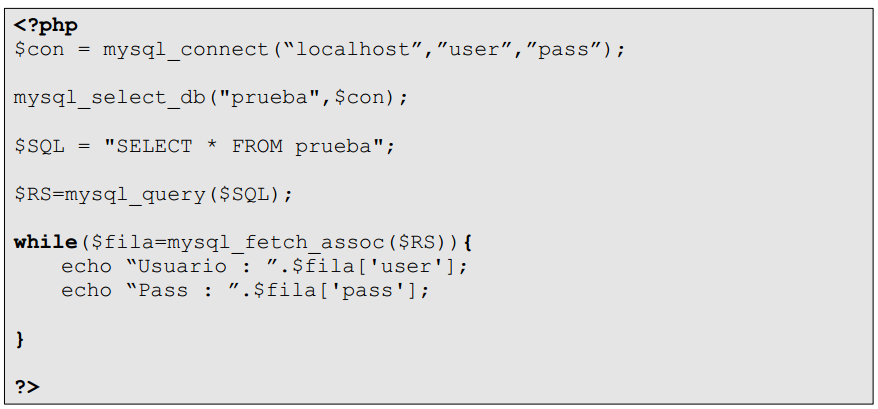 <?php
$con = mysql_connect(“localhost”,”user”,”pass”);
mysql_select_db("prueba",$con);
$SQL = "SELECT * FROM prueba";
$RS=mysql_query($SQL);
while($fila=mysql_fetch_assoc($RS)){
echo “Usuario : ”.$fila['user'];
echo “Pass : ”.$fila['pass'];
}
?>